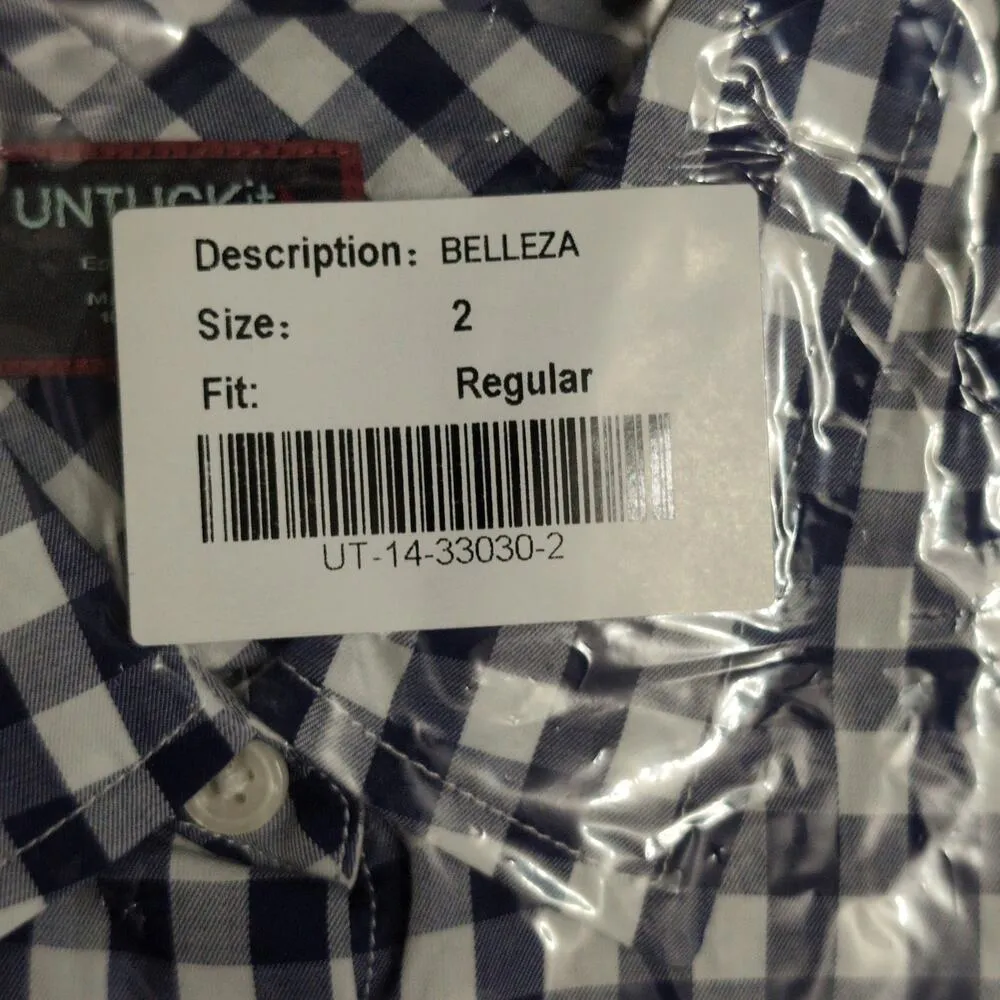 UNTUCKit
Description: BELLEZA
Size: 2
Fit: Regular
UT-14-33030-2